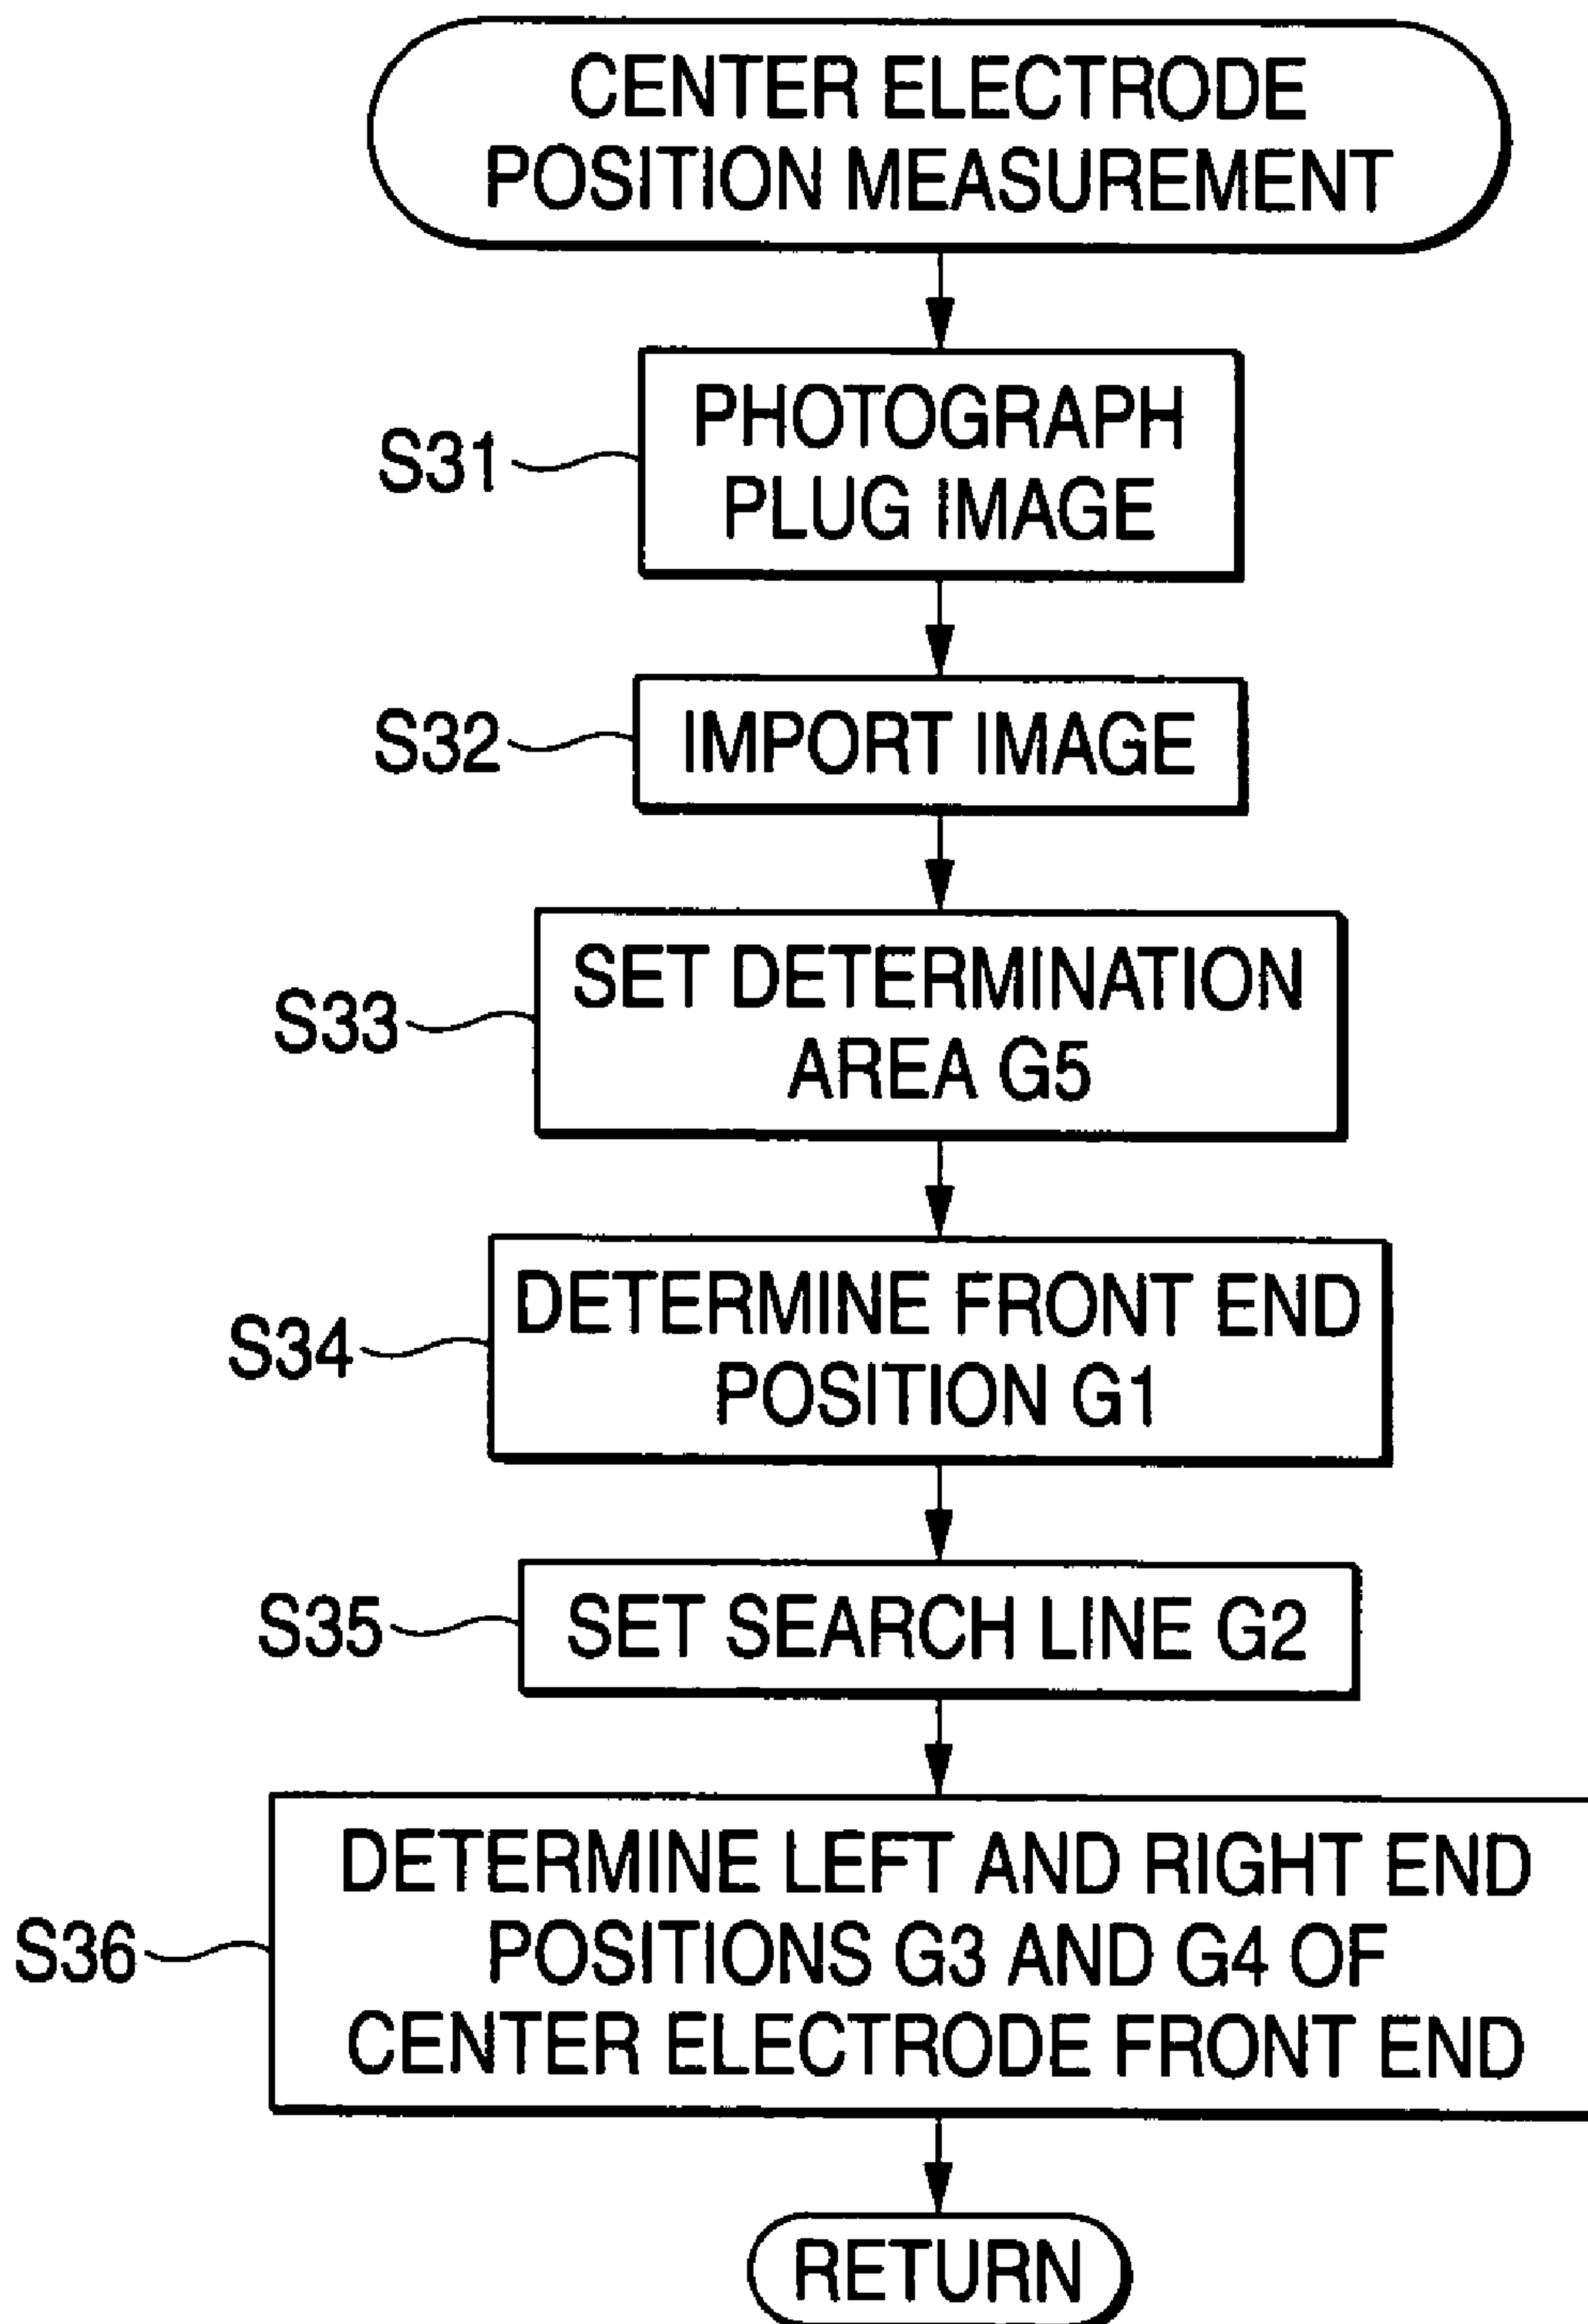 CENTER ELECTRODE
POSITION MEASUREMENT
S31
PHOTOGRAPH
PLUG IMAGE
S32
IMPORT IMAGE
S33
SET DETERMINATION
AREA G5
S34
DETERMINE FRONT END
POSITION G1
S35
SET SEARCH LINE G2
S36
DETERMINE LEFT AND RIGHT END
POSITIONS G3 AND G4 OF
CENTER ELECTRODE FRONT END
RETURN